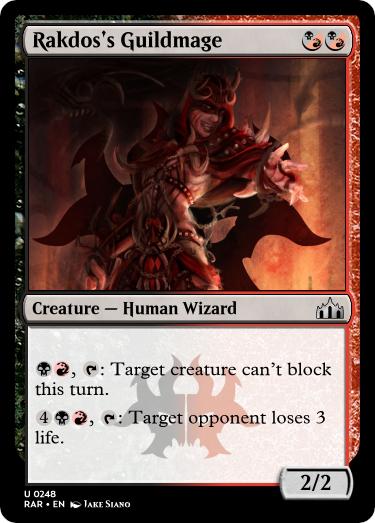 Rakdos's Guildmage
Creature — Human Wizard
: Target creature can't block
this turn.
4 : Target opponent loses 3
life.
2/2
U 0248
RAR • EN Jake Siano